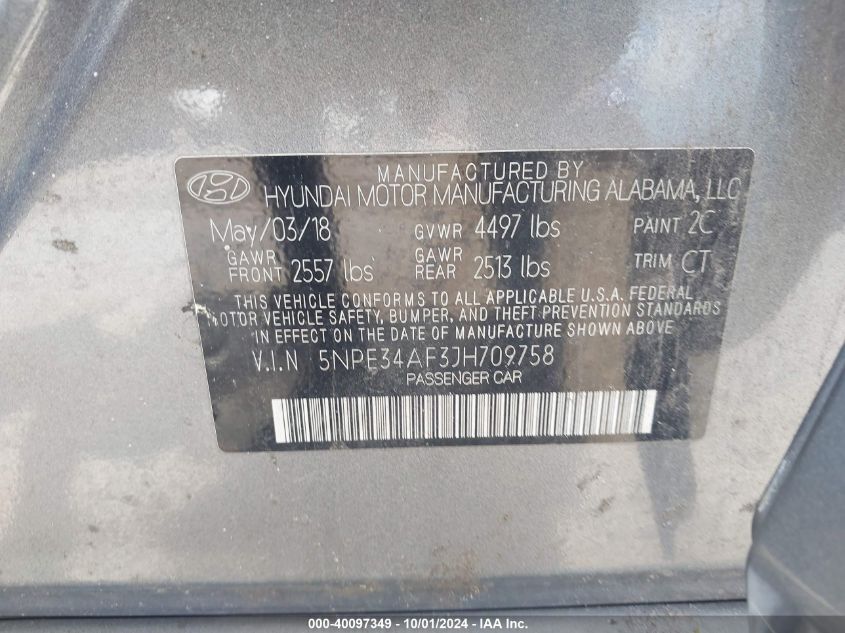 MANUFACTURED BY
HYUNDAI MOTOR MANUFACTURING ALABAMA, LLC
May/03/18 GVWR 4497 lbs PAINT 2C
GAWR FRONT 2557 lbs GAWR REAR 2513 lbs TRIM CT
THIS VEHICLE CONFORMS TO ALL APPLICABLE U.S.A. FEDERAL
MOTOR VEHICLE SAFETY, BUMPER, AND THEFT PREVENTION STANDARDS
IN EFFECT ON THE DATE OF MANUFACTURE SHOWN ABOVE
V.I.N 5NPE34AF3JH709758
PASSENGER CAR
000-40097349 - 10/01/2024 - IAA Inc.